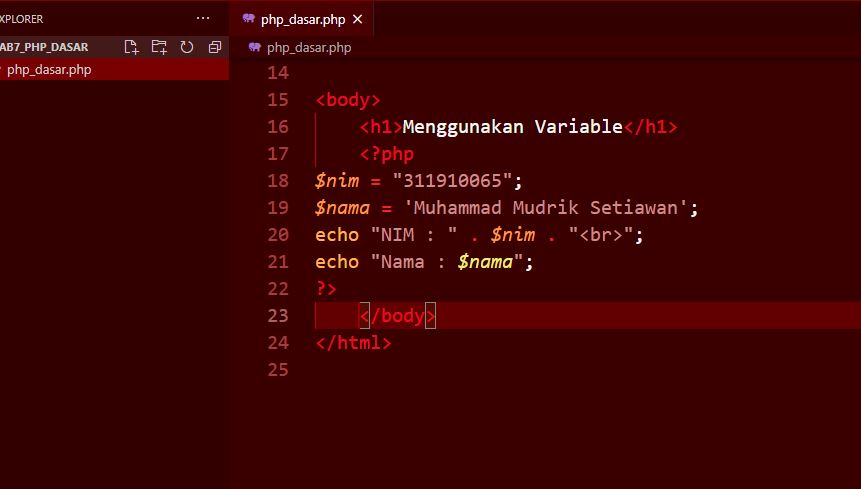 XPLORER ...
AB7_PHP_DASAR
php_dasar.php
php_dasar.php
php_dasar.php
14
15 <body>
16 <h1>Menggunakan Variable</h1>
17 <?php
18 $nim = "311910065";
19 $nama = 'Muhammad Mudrik Setiawan';
20 echo "NIM : " . $nim . "<br>";
21 echo "Nama : $nama";
22 ?>
23 </body>
24 </html>
25